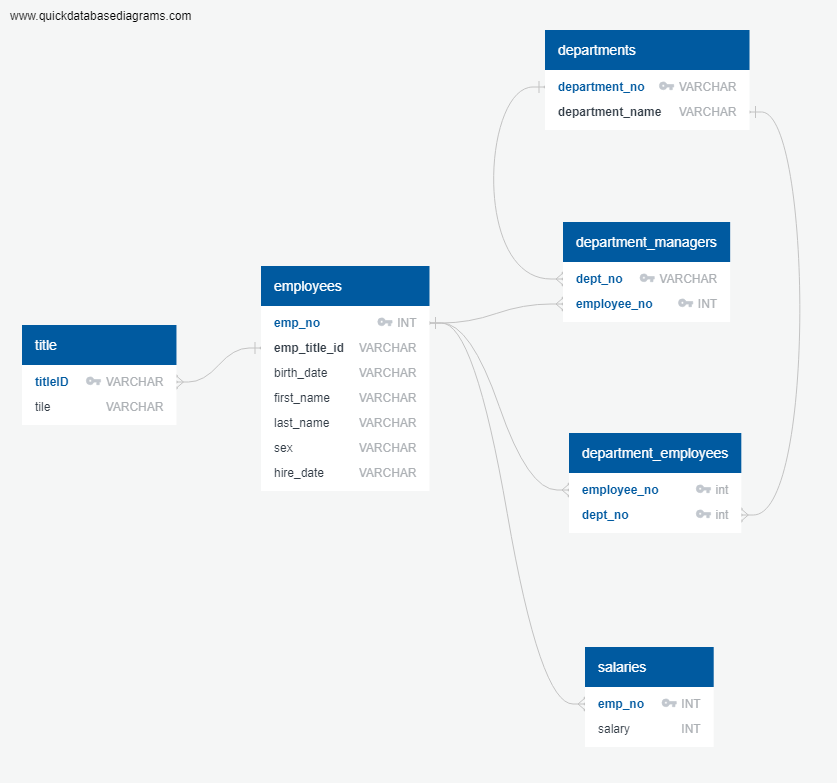 www.quickdatabasediagrams.com
departments
department_no VARCHAR
department_name VARCHAR
department_managers
dept_no VARCHAR
employee_no INT
employees
emp_no INT
emp_title_id VARCHAR
birth_date VARCHAR
first_name VARCHAR
last_name VARCHAR
sex VARCHAR
hire_date VARCHAR
title
titleID VARCHAR
tile VARCHAR
department_employees
employee_no int
dept_no int
salaries
emp_no INT
salary INT